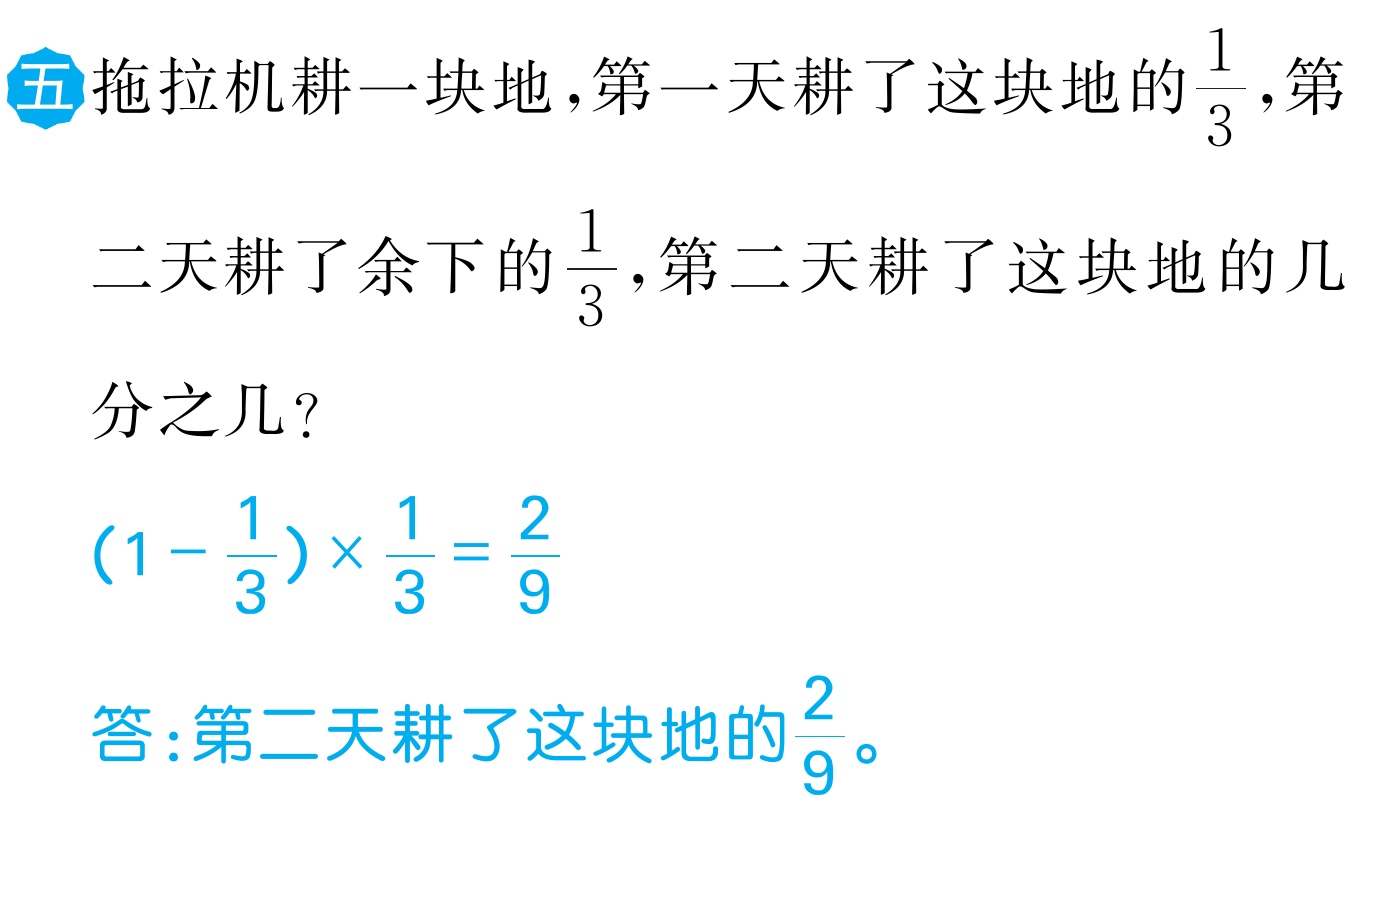 五 拖拉机耕一块地,第一天耕了这块地的1/3,第
二天耕了余下的1/3,第二天耕了这块地的几
分之几?
(1-1/3)×1/3=2/9
答:第二天耕了这块地的2/9。